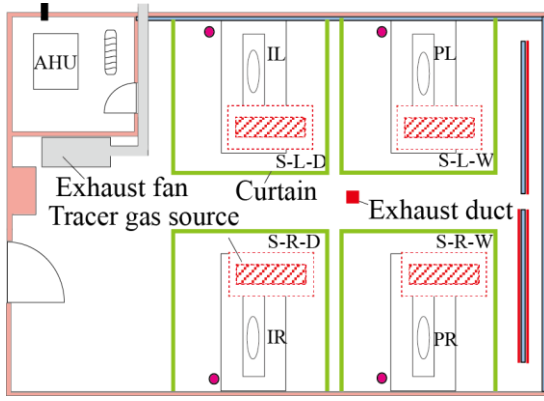 AHU
IL
PL
S-L-D
S-L-W
Exhaust fan
Curtain
Tracer gas source
Exhaust duct
S-R-D
S-R-W
IR
PR